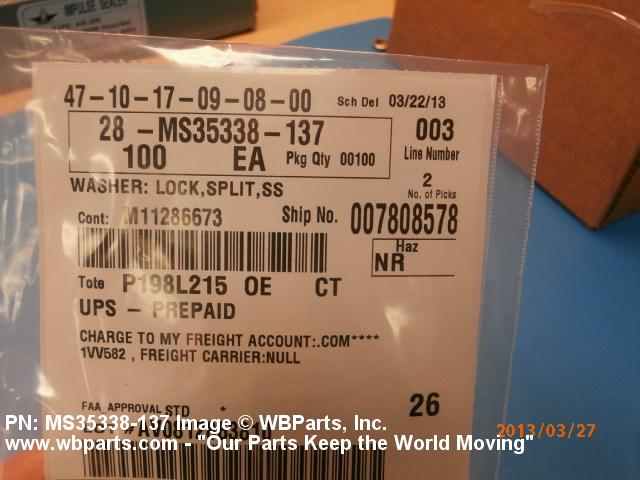 IMPULSE SEALER
47-10-17-09-08-00 Sch Del 03/22/13
28 -MS35338-137 003
100 EA Pkg Qty 00100 Line Number
WASHER: LOCK,SPLIT,SS 2
No. of Picks
Cont: M11286673 Ship No. 007808578
Haz
NR
Tote P198L215 OE CT
UPS - PREPAID
CHARGE TO MY FREIGHT ACCOUNT:.COM****
1VV582 , FREIGHT CARRIER:NULL
FAA APPROVAL STD * 26
PN: MS35338-137 Image © WBParts, Inc.
2013/03/27
www.wbparts.com - "Our Parts Keep the World Moving"